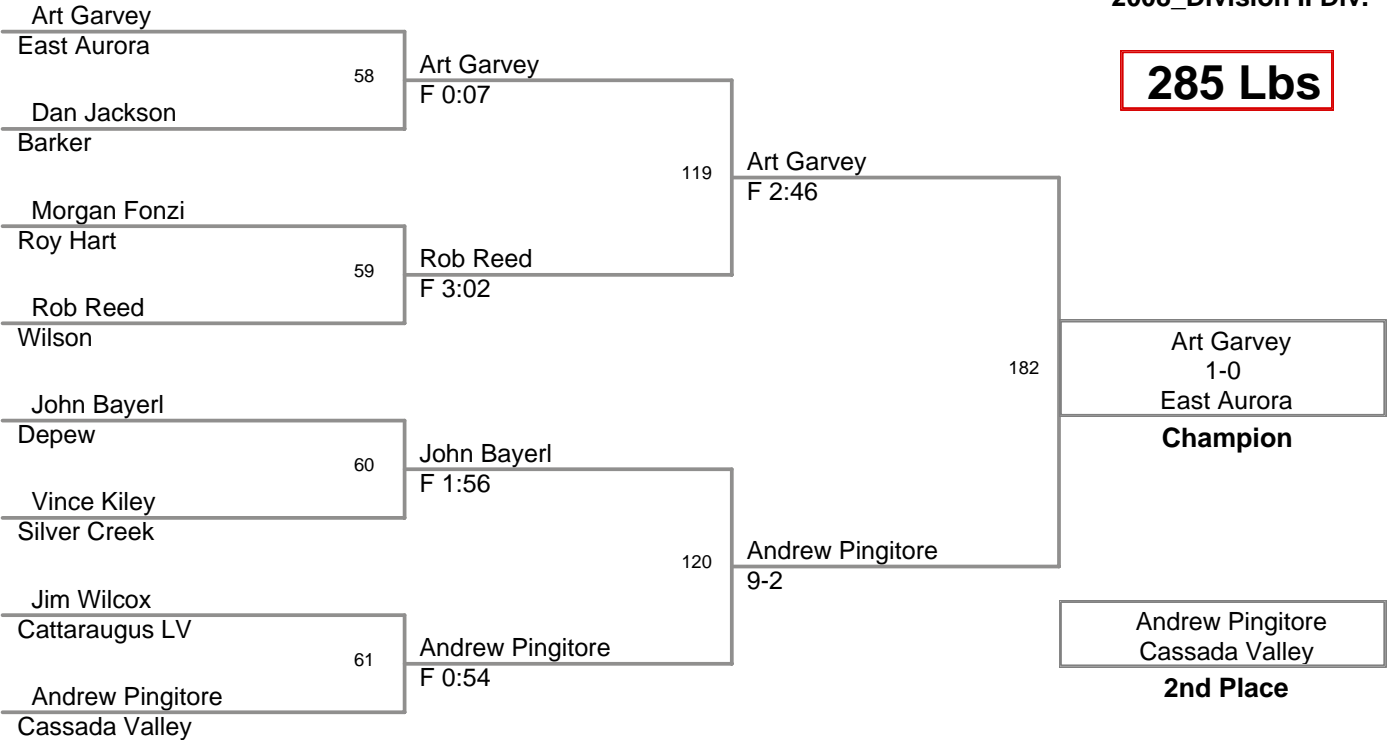 2008_Division II Div.
285 Lbs
Art Garvey
East Aurora
58
Dan Jackson
Barker
Morgan Fonzi
Roy Hart
59
Rob Reed
Wilson
John Bayerl
Depew
60
Vince Kiley
Silver Creek
Jim Wilcox
Cattaraugus LV
61
Andrew Pingitore
Cassada Valley
Art Garvey
F 0:07
119
Rob Reed
F 3:02
John Bayerl
F 1:56
120
Andrew Pingitore
F 0:54
Art Garvey
F 2:46
182
Andrew Pingitore
9-2
Art Garvey
1-0
East Aurora
Champion
Andrew Pingitore
Cassada Valley
2nd Place